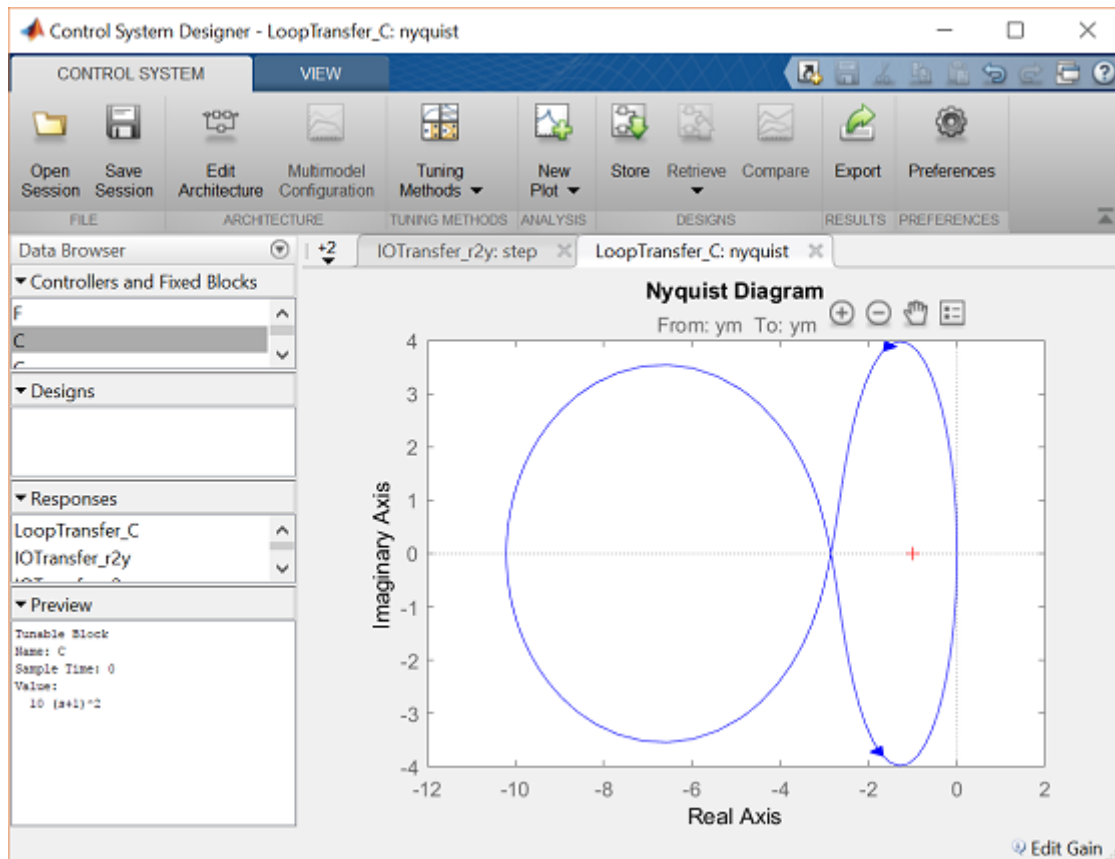 Control System Designer - LoopTransfer_C: nyquist
CONTROL SYSTEM VIEW
Open Session
Save Session
Edit Architecture
Multimodel Configuration
Tuning Methods
New Plot
Store
Retrieve
Compare
Export
Preferences
FILE ARCHITECTURE TUNING METHODS ANALYSIS DESIGNS RESULTS PREFERENCES
Data Browser
+2 IOTransfer_r2y: step LoopTransfer_C: nyquist
Controllers and Fixed Blocks
F
C
Designs
Responses
LoopTransfer_C
IOTransfer_r2y
Preview
Tunable Block
Name: C
Sample Time: 0
Value:
10 (s+1)^2
Nyquist Diagram
From: ym To: ym
Imaginary Axis
4
3
2
1
0
-1
-2
-3
-4
-12 -10 -8 -6 -4 -2 0 2
Real Axis
Edit Gain